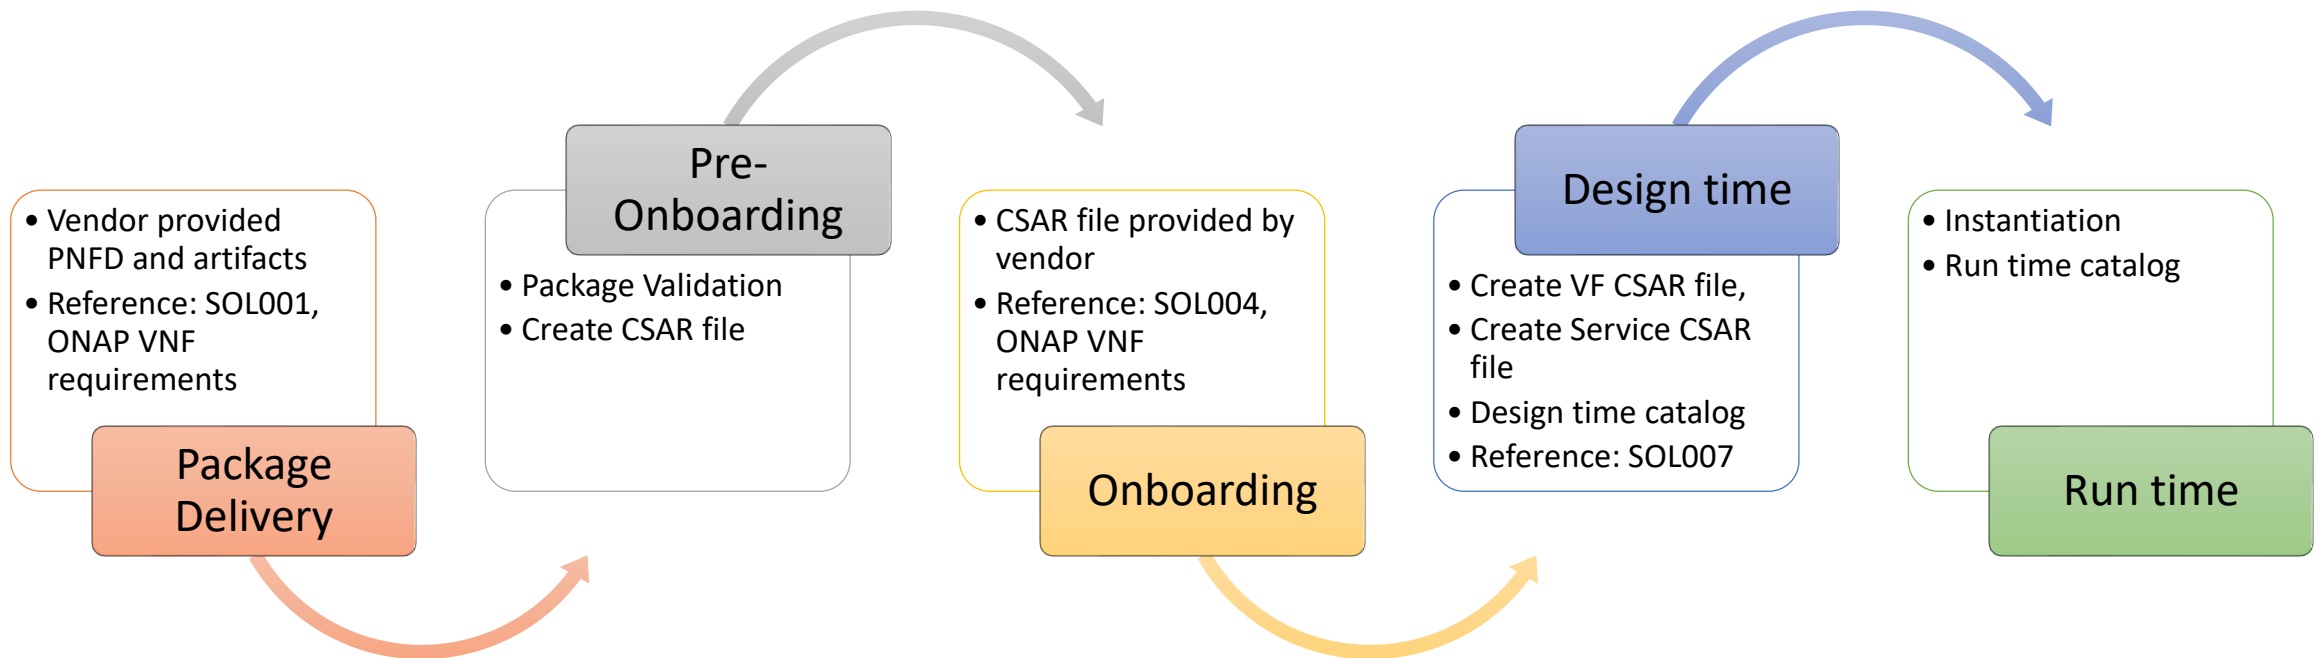 • Vendor provided
PNFD and artifacts
• Reference: SOL001,
ONAP VNF
requirements
Package
Delivery
Pre-
Onboarding
• Package Validation
• Create CSAR file
• CSAR file provided by
vendor
• Reference: SOL004,
ONAP VNF
requirements
Onboarding
Design time
• Create VF CSAR file,
• Create Service CSAR
file
• Design time catalog
• Reference: SOL007
• Instantiation
• Run time catalog
Run time